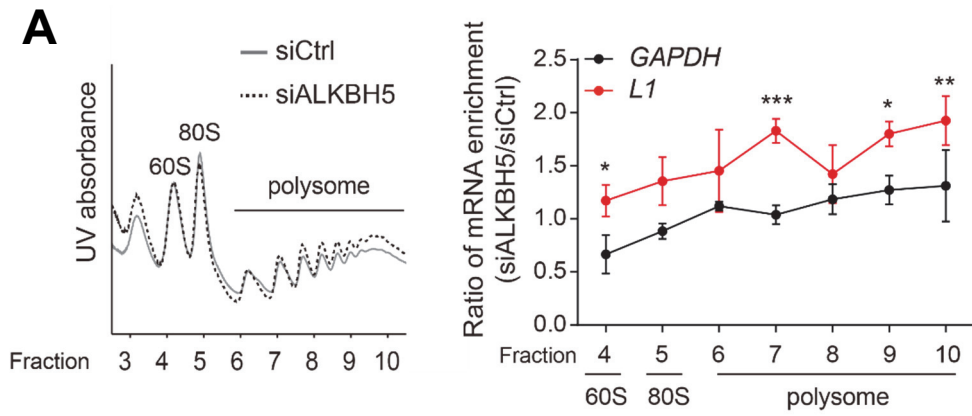 A
siCtrl
siALKBH5
80S
60S
polysome
UV absorbance
Fraction 3 4 5 6 7 8 9 10
Ratio of mRNA enrichment
(siALKBH5/siCtrl)
2.5
2.0
1.5
1.0
0.5
0.0
GAPDH
L1
*
***
*
**
Fraction 4 5 6 7 8 9 10
60S 80S polysome